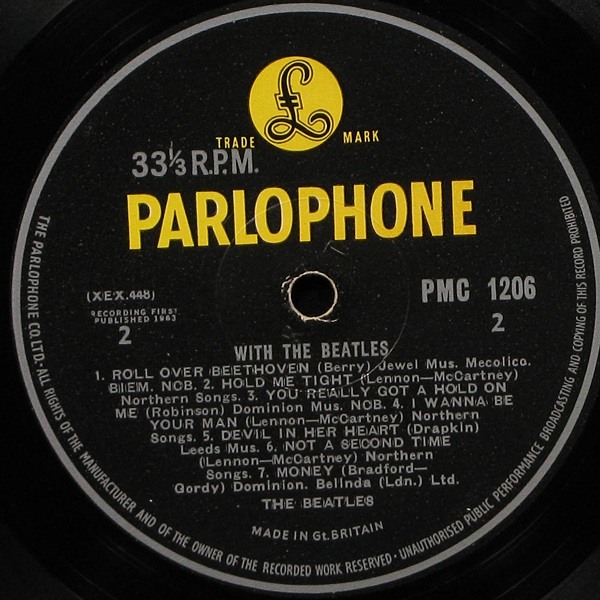 TRADE MARK
33⅓ R.P.M.
PARLOPHONE
(XEX.448)
PMC 1206
RECORDING FIRST
PUBLISHED 1963
2
2
WITH THE BEATLES
1. ROLL OVER BEETHOVEN (Berry) Jewel Mus. Mecolico.
BIEM. NCB. 2. HOLD ME TIGHT (Lennon—McCartney)
Northern Songs. 3. YOU REALLY GOT A HOLD ON
ME (Robinson) Dominion Mus. NCB. 4. I WANNA BE
YOUR MAN (Lennon—McCartney) Northern
Songs. 5. DEVIL IN HER HEART (Drapkin)
Leeds Mus. 6. NOT A SECOND TIME
(Lennon—McCartney) Northern
Songs. 7. MONEY (Bradford—
Gordy) Dominion. Belinda (Ldn.) Ltd.
THE BEATLES
MADE IN Gt. BRITAIN
THE PARLOPHONE CO. LTD. ALL RIGHTS OF THE MANUFACTURER AND OF THE OWNER OF THE RECORDED WORK RESERVED · UNAUTHORISED PUBLIC PERFORMANCE BROADCASTING AND COPYING OF THIS RECORD PROHIBITED